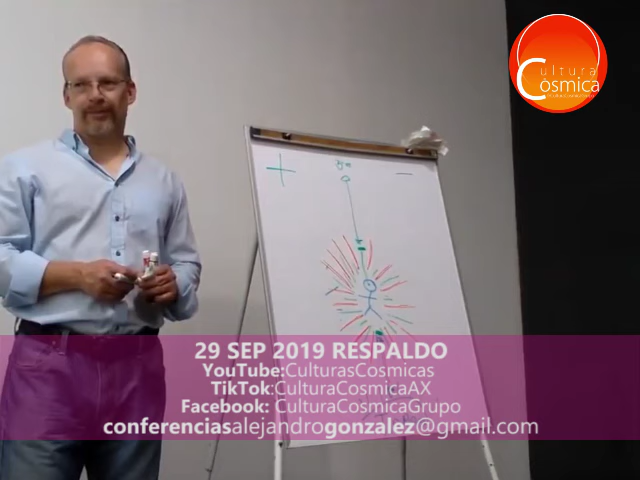 Cultura
Cósmica
29 SEP 2019 RESPALDO
YouTube:CulturasCosmicas
TikTok:CulturaCosmicaAX
Facebook: CulturaCosmicaGrupo
conferenciasalejandrogonzalez@gmail.com